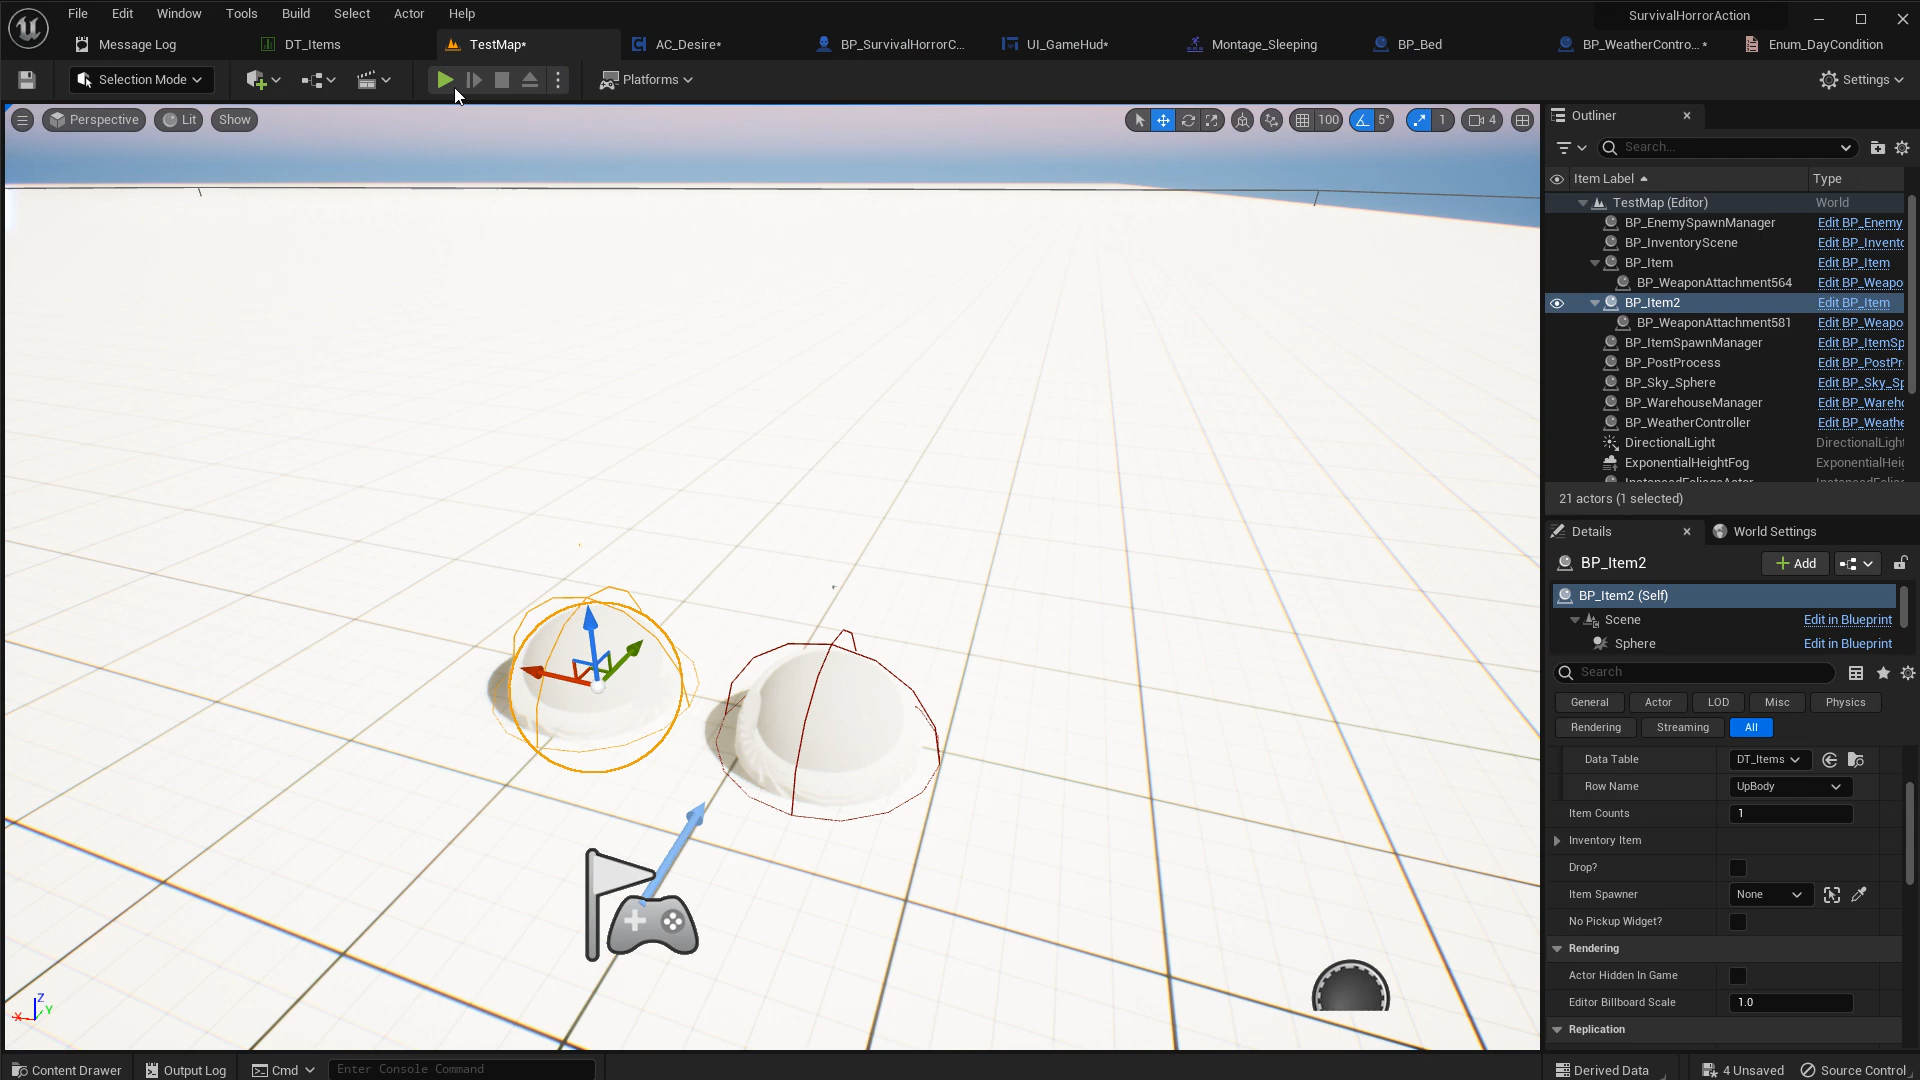 File Edit Window Tools Build Select Actor Help
SurvivalHorrorAction
Message Log
DT_Items
TestMap*
AC_Desire*
BP_SurvivalHorrorC...
UI_GameHud*
Montage_Sleeping
BP_Bed
BP_WeatherContro...*
Enum_DayCondition
Selection Mode
Platforms
Settings
Perspective
Lit
Show
100
5°
1
4
Outliner
Search...
Item Label
Type
TestMap (Editor) World
BP_EnemySpawnManager Edit BP_Enemy
BP_InventoryScene Edit BP_Invento
BP_Item Edit BP_Item
BP_WeaponAttachment564 Edit BP_Weapo
BP_Item2 Edit BP_Item
BP_WeaponAttachment581 Edit BP_Weapo
BP_ItemSpawnManager Edit BP_ItemSp
BP_PostProcess Edit BP_PostPr
BP_Sky_Sphere Edit BP_Sky_Sp
BP_WarehouseManager Edit BP_Wareho
BP_WeatherController Edit BP_Weathe
DirectionalLight DirectionalLight
ExponentialHeightFog ExponentialHeig
21 actors (1 selected)
Details
World Settings
BP_Item2
Add
BP_Item2 (Self)
Scene Edit in Blueprint
Sphere Edit in Blueprint
Search
General Actor LOD Misc Physics
Rendering Streaming All
Data Table DT_Items
Row Name UpBody
Item Counts 1
Inventory Item
Drop?
Item Spawner None
No Pickup Widget?
Rendering
Actor Hidden In Game
Editor Billboard Scale 1.0
Replication
Z
X
Y
Content Drawer
Output Log
Cmd
Enter Console Command
Derived Data
4 Unsaved
Source Control